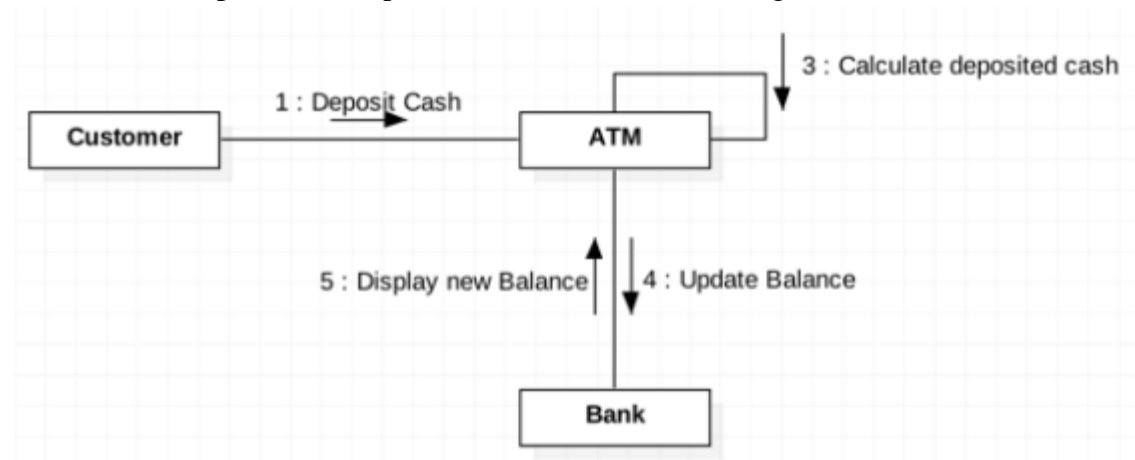 3 : Calculate deposited cash
1 : Deposit Cash
Customer
ATM
5 : Display new Balance
4 : Update Balance
Bank